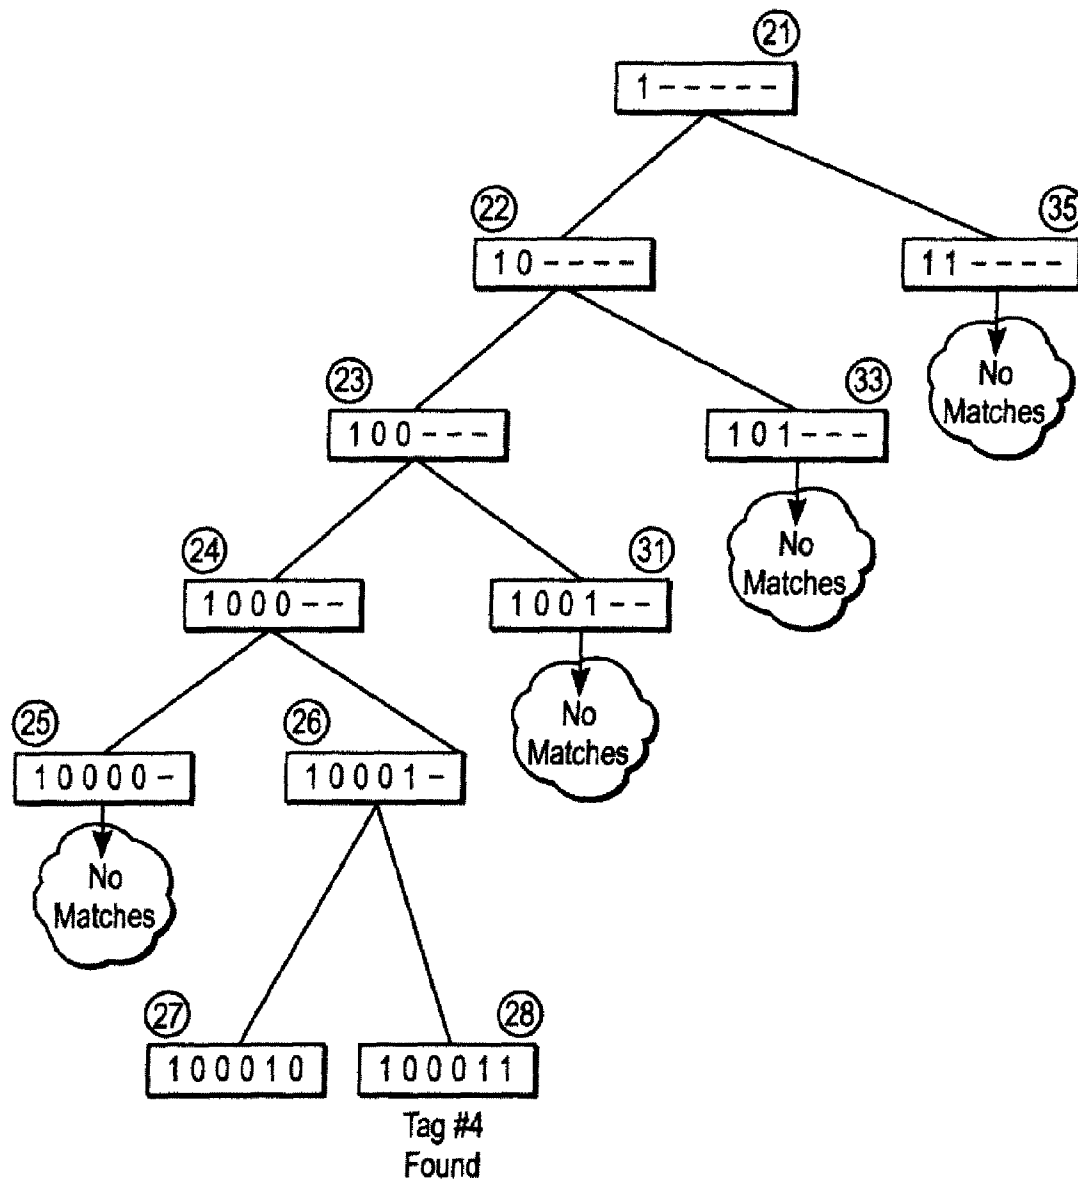 21
1-----
22
35
10----
11----
No
Matches
23
33
100---
101---
No
Matches
24
31
1000--
1001--
No
Matches
25
26
10000-
10001-
No
Matches
27
28
100010
100011
Tag #4
Found